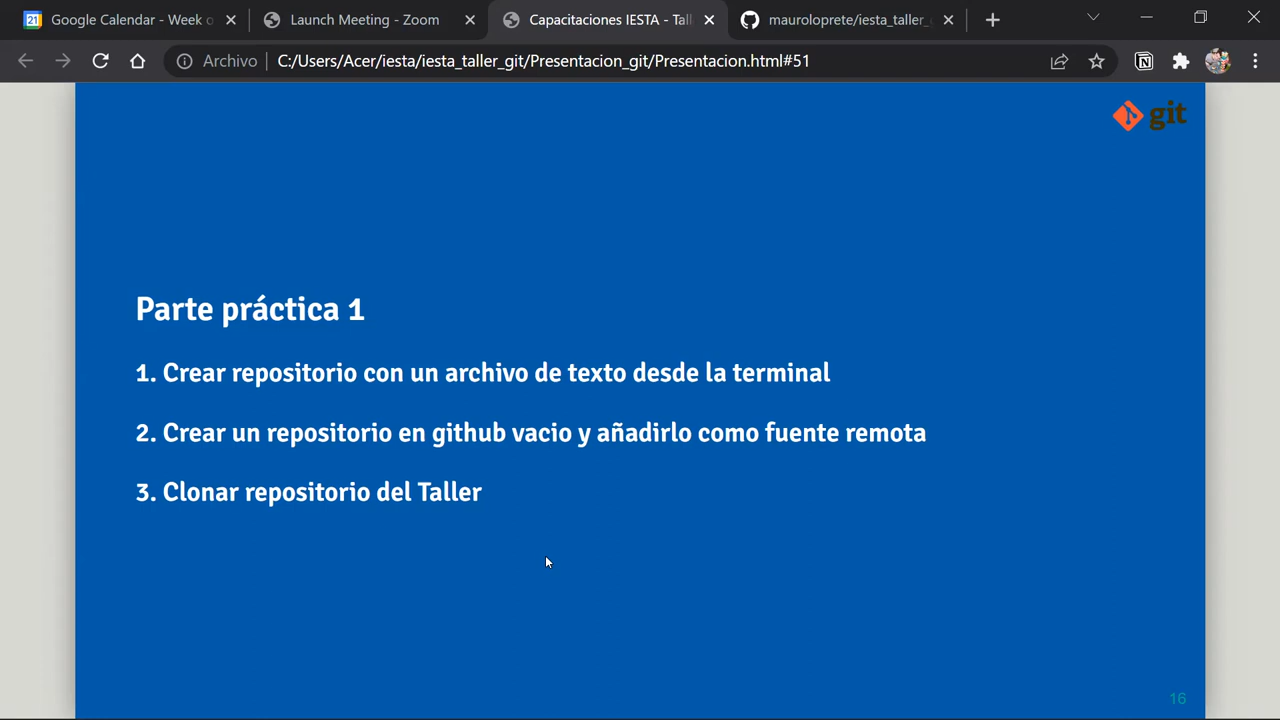 Google Calendar - Week o
Launch Meeting - Zoom
Capacitaciones IESTA - Tall
mauroloprete/iesta_taller_g
21
Archivo
C:/Users/Acer/iesta/iesta_taller_git/Presentacion_git/Presentacion.html#51
git
Parte práctica 1
1. Crear repositorio con un archivo de texto desde la terminal
2. Crear un repositorio en github vacio y añadirlo como fuente remota
3. Clonar repositorio del Taller
16